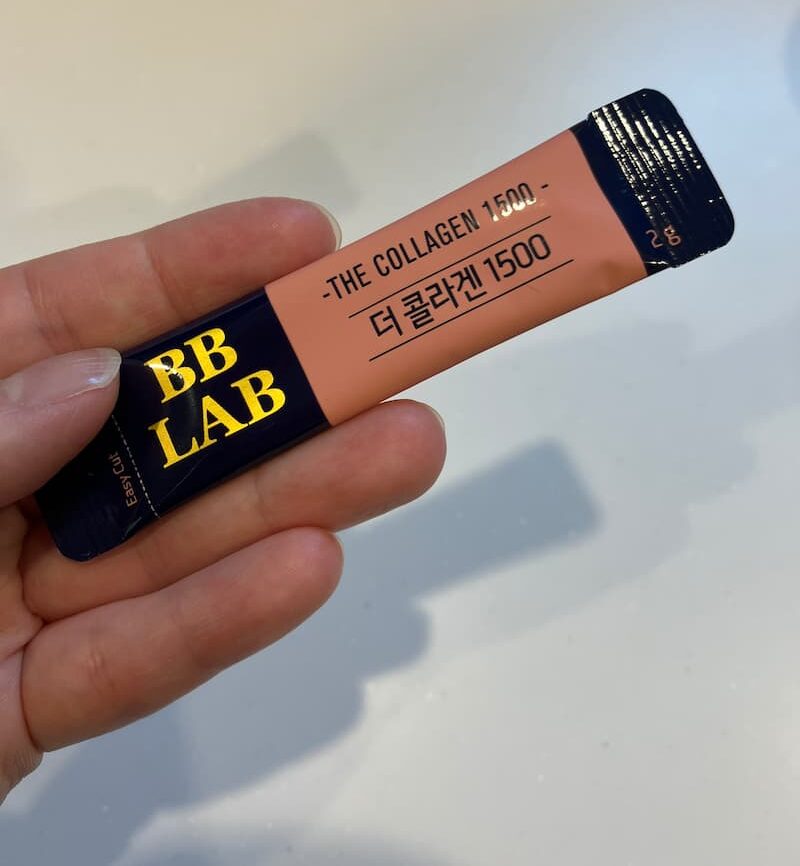 -THE COLLAGEN 1500-
더 콜라겐 1500
BB
LAB
EasyCut
2g